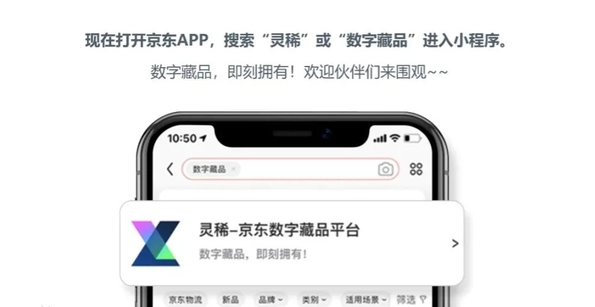 现在打开京东APP，搜索“灵稀”或“数字藏品”进入小程序。
数字藏品，即刻拥有！欢迎伙伴们来围观~~
10:50
数字藏品 ×
灵稀-京东数字藏品平台
数字藏品，即刻拥有！
京东物流 新品 品牌 类别 适用场景 筛选